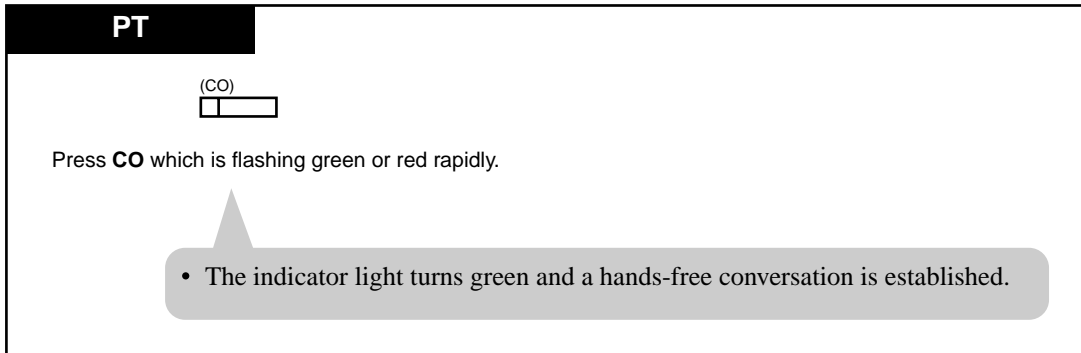 PT
(CO)
Press CO which is flashing green or red rapidly.
• The indicator light turns green and a hands-free conversation is established.